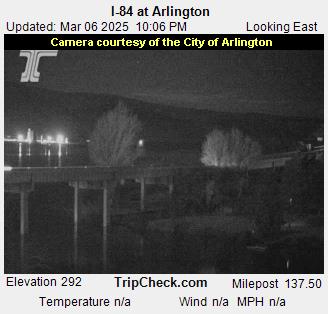 I-84 at Arlington
Updated: Mar 06 2025 10:06 PM Looking East
Camera courtesy of the City of Arlington
Elevation 292 TripCheck.com Milepost 137.50
Temperature n/a Wind n/a MPH n/a